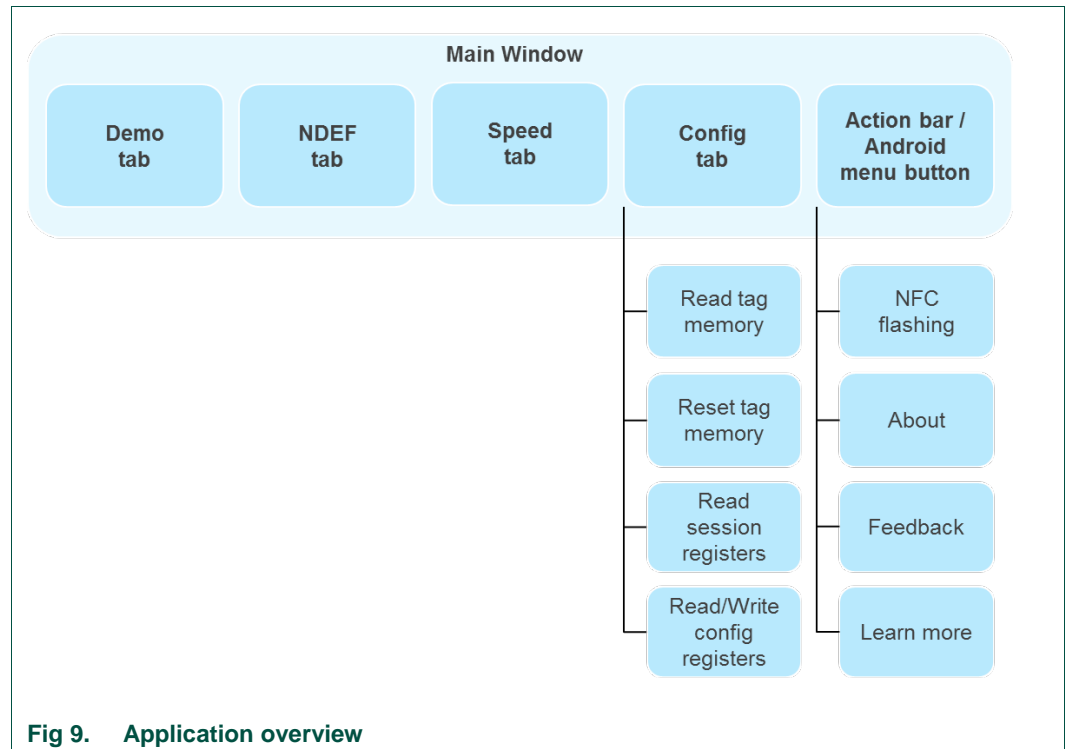 Main Window
Demo
tab
NDEF
tab
Speed
tab
Config
tab
Action bar /
Android
menu button
Read tag
memory
Reset tag
memory
Read
session
registers
Read/Write
config
registers
NFC
flashing
About
Feedback
Learn more
Fig 9. Application overview